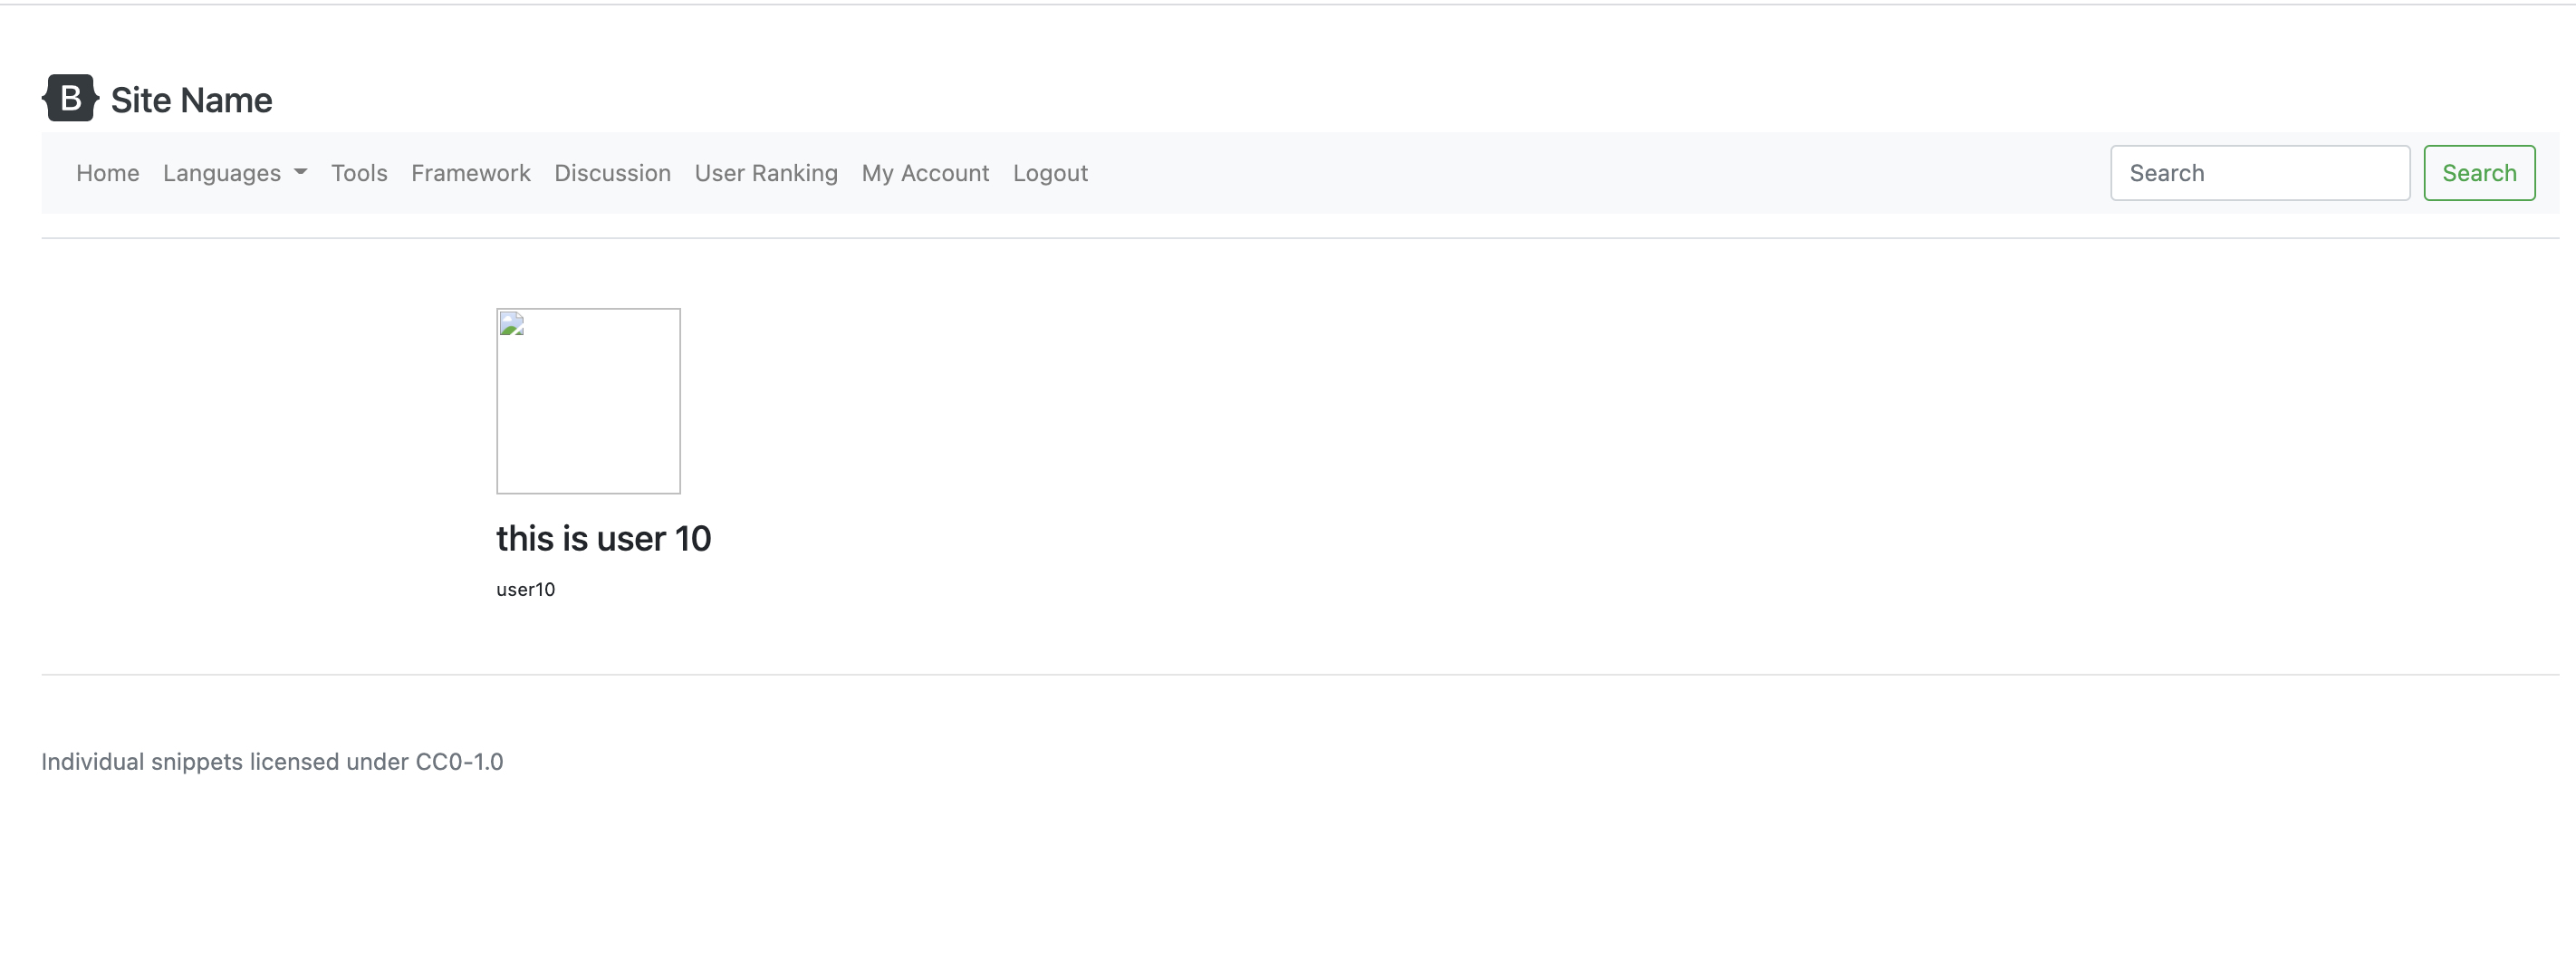 B Site Name
Home Languages Tools Framework Discussion User Ranking My Account Logout Search Search
this is user 10
user10
Individual snippets licensed under CC0-1.0